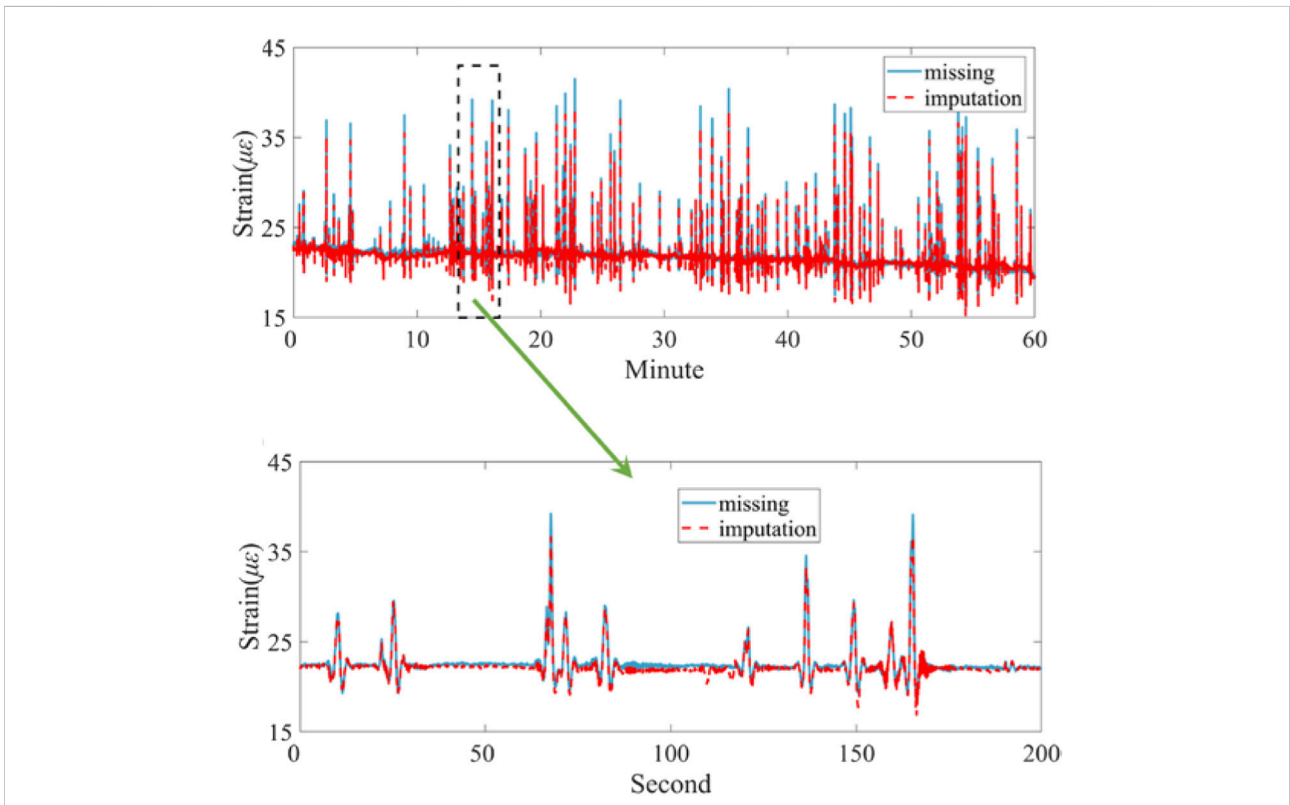 45
35
25
15
Strain(με)
missing
imputation
0 10 20 30 40 50 60
Minute
45
35
25
15
Strain(με)
missing
imputation
0 50 100 150 200
Second